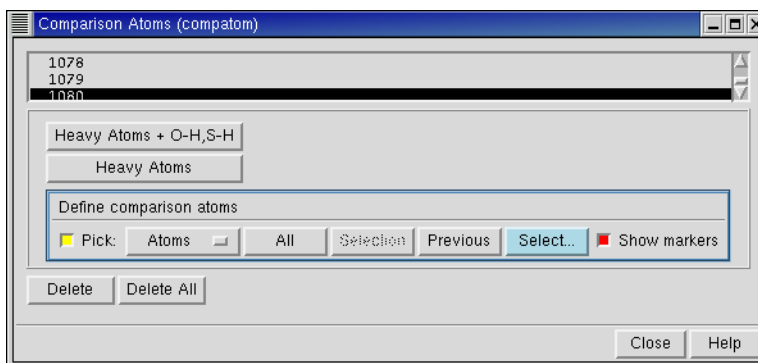 Comparison Atoms (compatom)
1078
1079
1080
Heavy Atoms + O-H,S-H
Heavy Atoms
Define comparison atoms
Pick: Atoms All Selection Previous Select... Show markers
Delete Delete All
Close Help